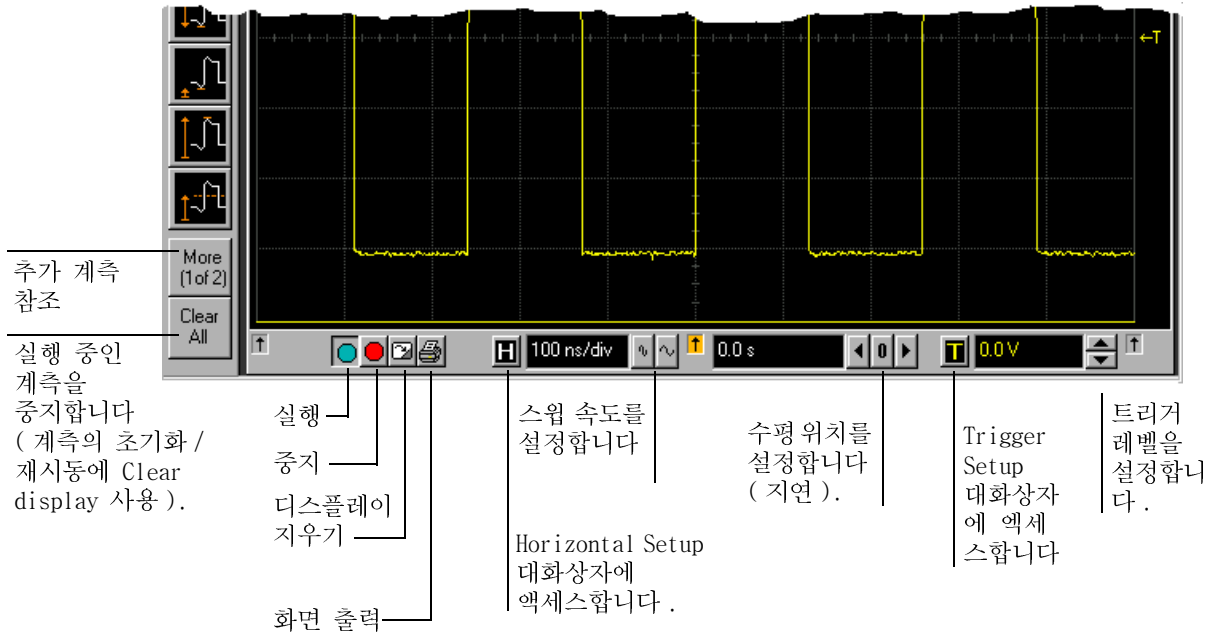 ←T
More
(1of 2)
Clear
All
H
100 ns/div
0.0 s
0
T
0.0 V
추가 계측
참조
실행 중인
계측을
중지합니다
( 계측의 초기화 /
재시동에 Clear
display 사용 ).
실행
중지
디스플레이
지우기
화면 출력
Horizontal Setup
대화상자에
액세스합니다 .
스윕 속도를
설정합니다
수평 위치를
설정합니다
( 지연 ).
Trigger
Setup
대화상자
에 엑세
스합니다
트리거
레벨을
설정합니
다 .